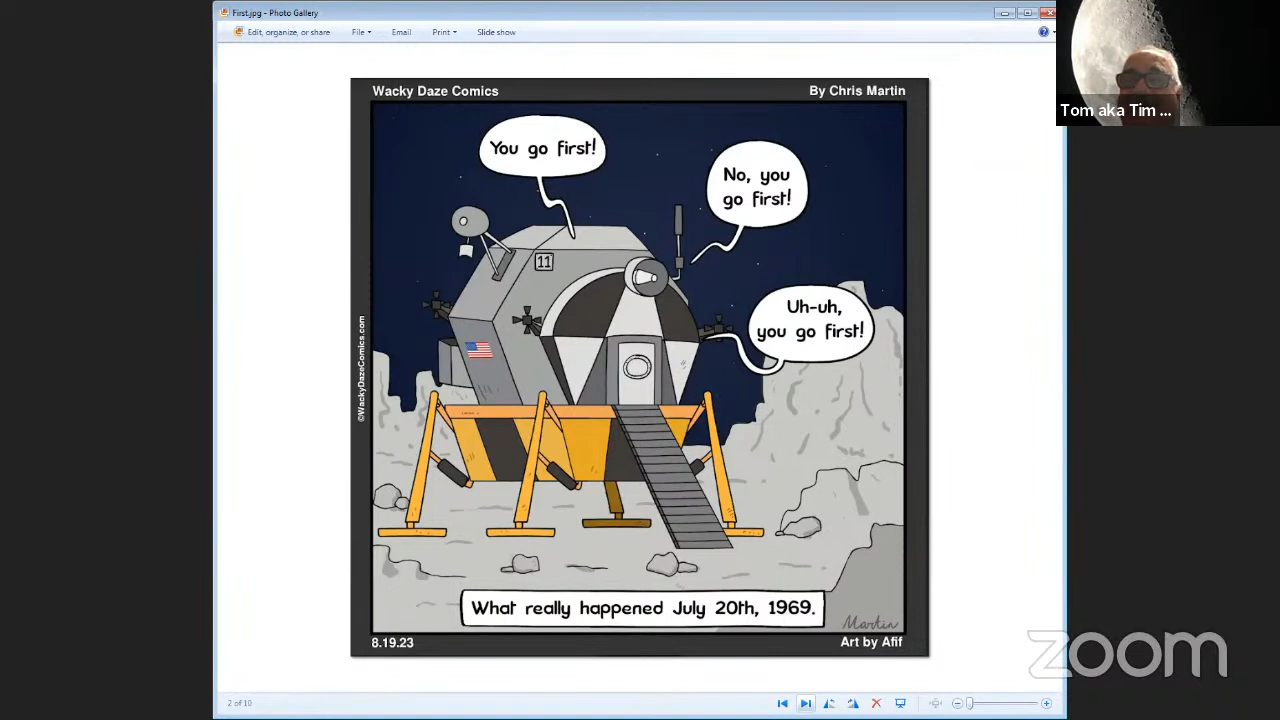 First.jpg - Photo Gallery
Edit, organize, or share File Email Print Slide show
Wacky Daze Comics By Chris Martin
You go first!
No, you
go first!
11
Uh-uh,
you go first!
©WackyDazeComics.com
What really happened July 20th, 1969.
Martin
8.19.23 Art by Afif
2 of 10
Tom aka Tim ...
zoom